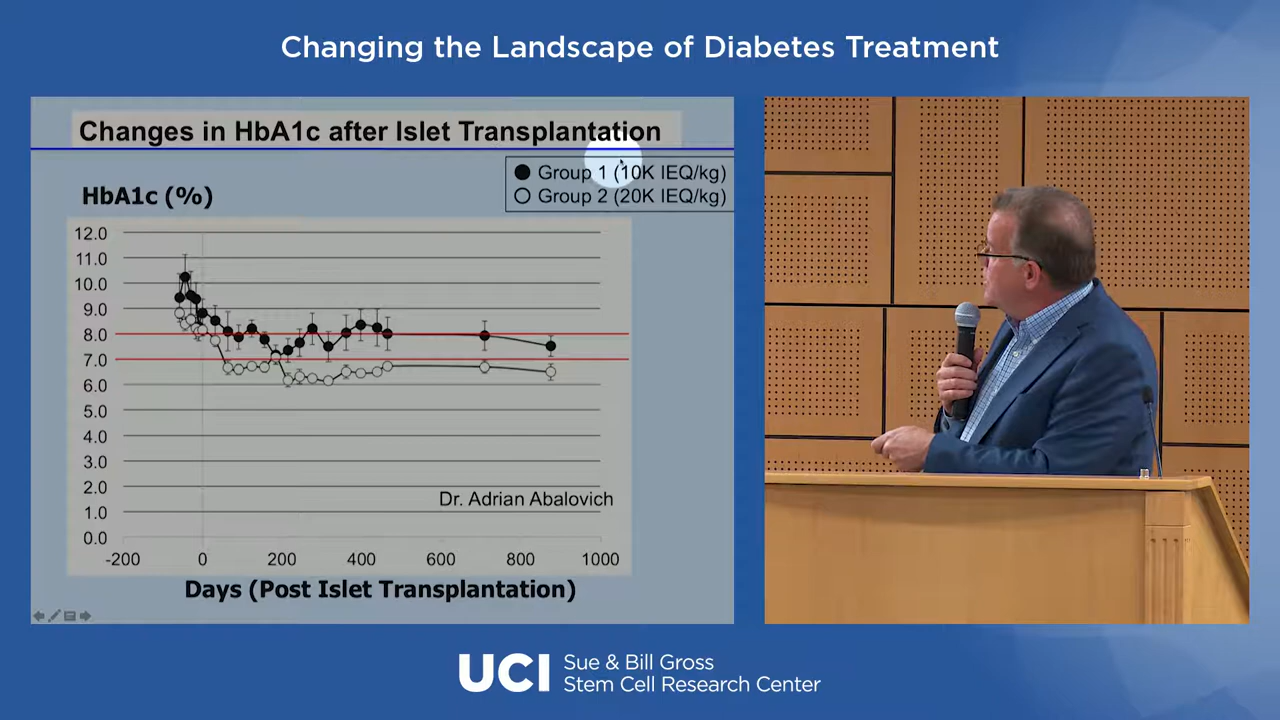 Changing the Landscape of Diabetes Treatment
Changes in HbA1c after Islet Transplantation
Group 1 (10K IEQ/kg)
Group 2 (20K IEQ/kg)
HbA1c (%)
12.0
11.0
10.0
9.0
8.0
7.0
6.0
5.0
4.0
3.0
2.0
1.0
0.0
Dr. Adrian Abalovich
-200 0 200 400 600 800 1000
Days (Post Islet Transplantation)
UCI
Sue & Bill Gross
Stem Cell Research Center